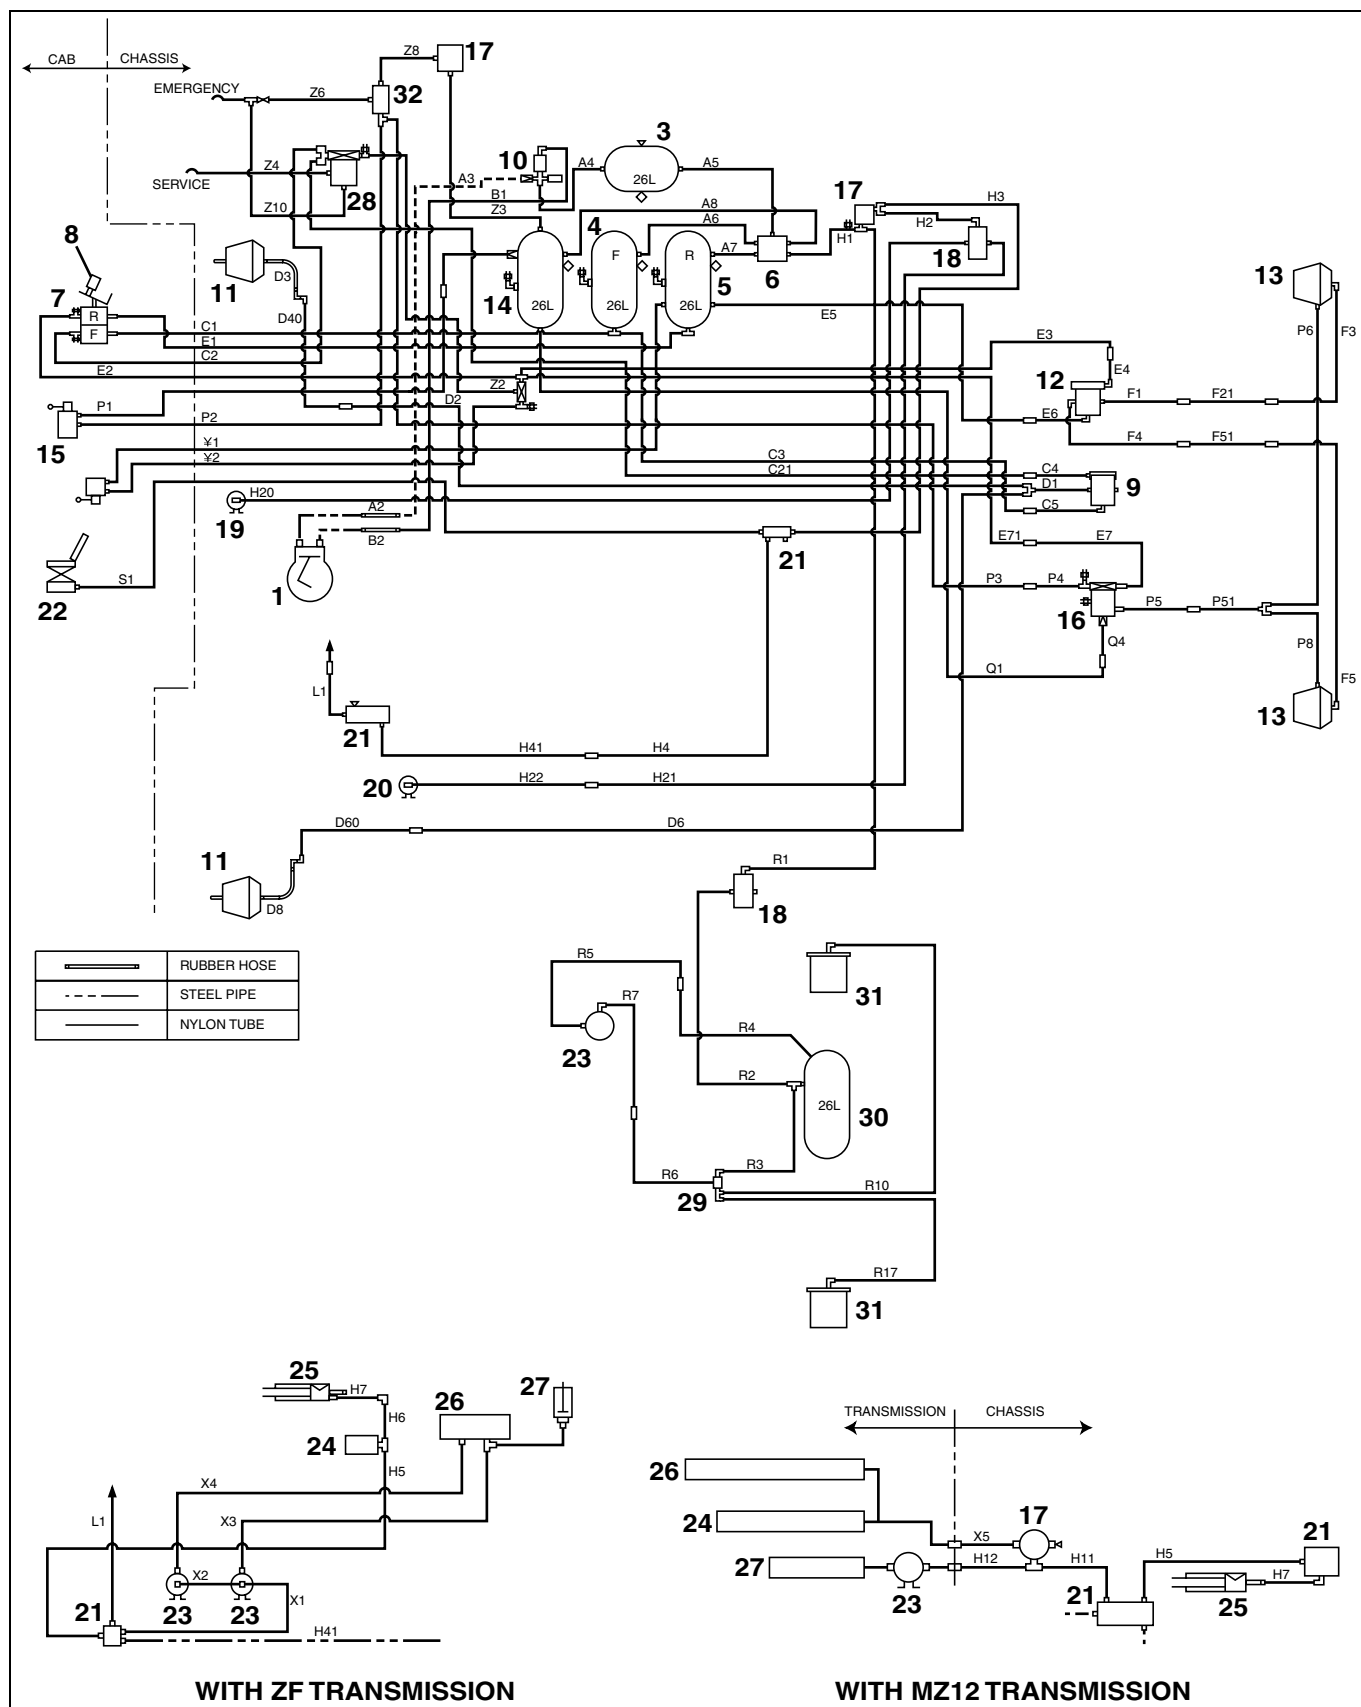 CAB CHASSIS
EMERGENCY
Z6
Z8
17
32
SERVICE
Z4
Z10
28
3
10
A4
A5
26L
A3
B1
Z3
4
A8
A6
17
H3
H2
H1
18
8
D3
11
F
R
A7
6
14
26L
26L
26L
5
13
7
R
F
D40
C1
E1
C2
E2
E5
P6
F3
E3
E4
12
Z2
D2
P1
P2
15
F1
F21
E6
F4
F51
¥1
¥2
C3
C21
C4
D1
9
C5
H20
19
A2
B2
21
E71
E7
S1
22
1
P3
P4
16
P5
P51
Q4
P8
Q1
F5
13
L1
21
H41
H4
20
H22
H21
D60
D6
11
D8
R1
18
RUBBER HOSE
STEEL PIPE
NYLON TUBE
R5
R7
23
31
R4
R2
26L
30
R3
R6
29
R10
R17
31
25
H7
26
27
H6
24
H5
X4
L1
X3
X2
X1
21
23
23
H41
WITH ZF TRANSMISSION
TRANSMISSION CHASSIS
26
24
17
X5
27
H12
H11
H5
21
H7
23
21
25
WITH MZ12 TRANSMISSION